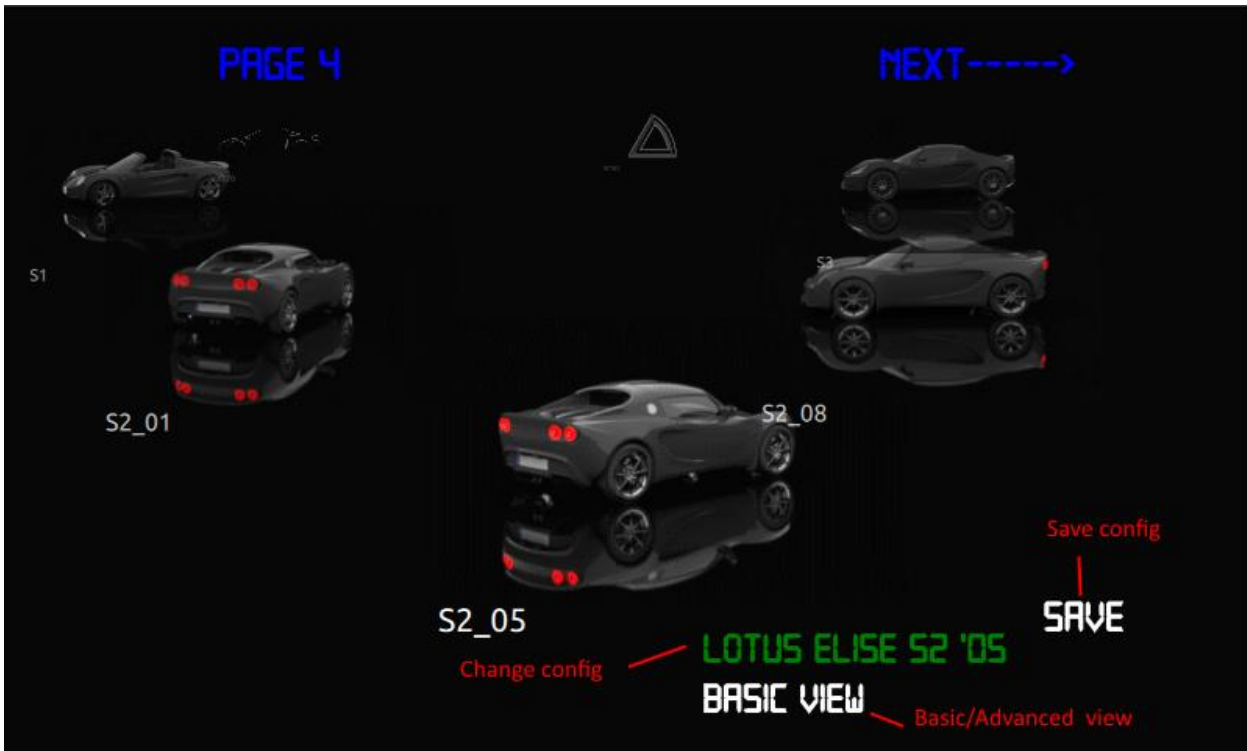 PAGE 4
NEXT----->
S1
S3
S2_01
S2_08
Save config
S2_05
SAVE
LOTUS ELISE S2 '05
Change config
BASIC VIEW
Basic/Advanced view